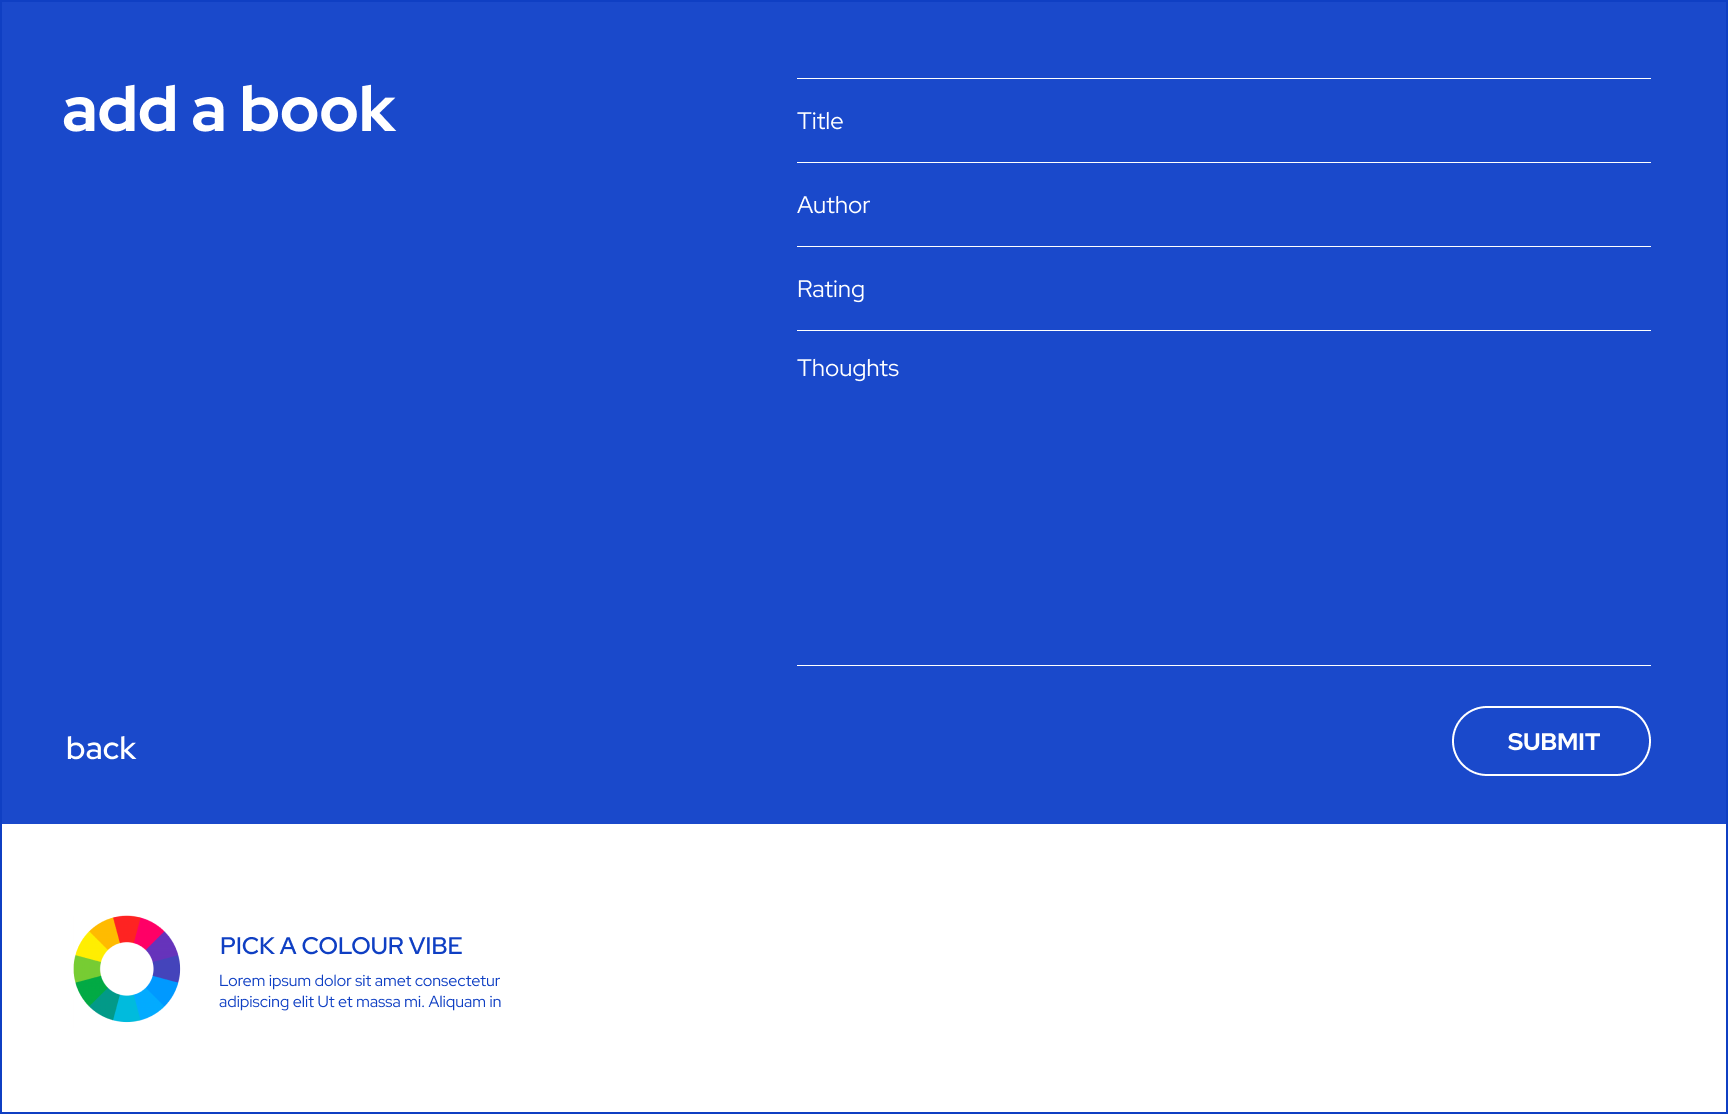 add a book
Title
Author
Rating
Thoughts
back
SUBMIT
PICK A COLOUR VIBE
Lorem ipsum dolor sit amet consectetur
adipiscing elit Ut et massa mi. Aliquam in